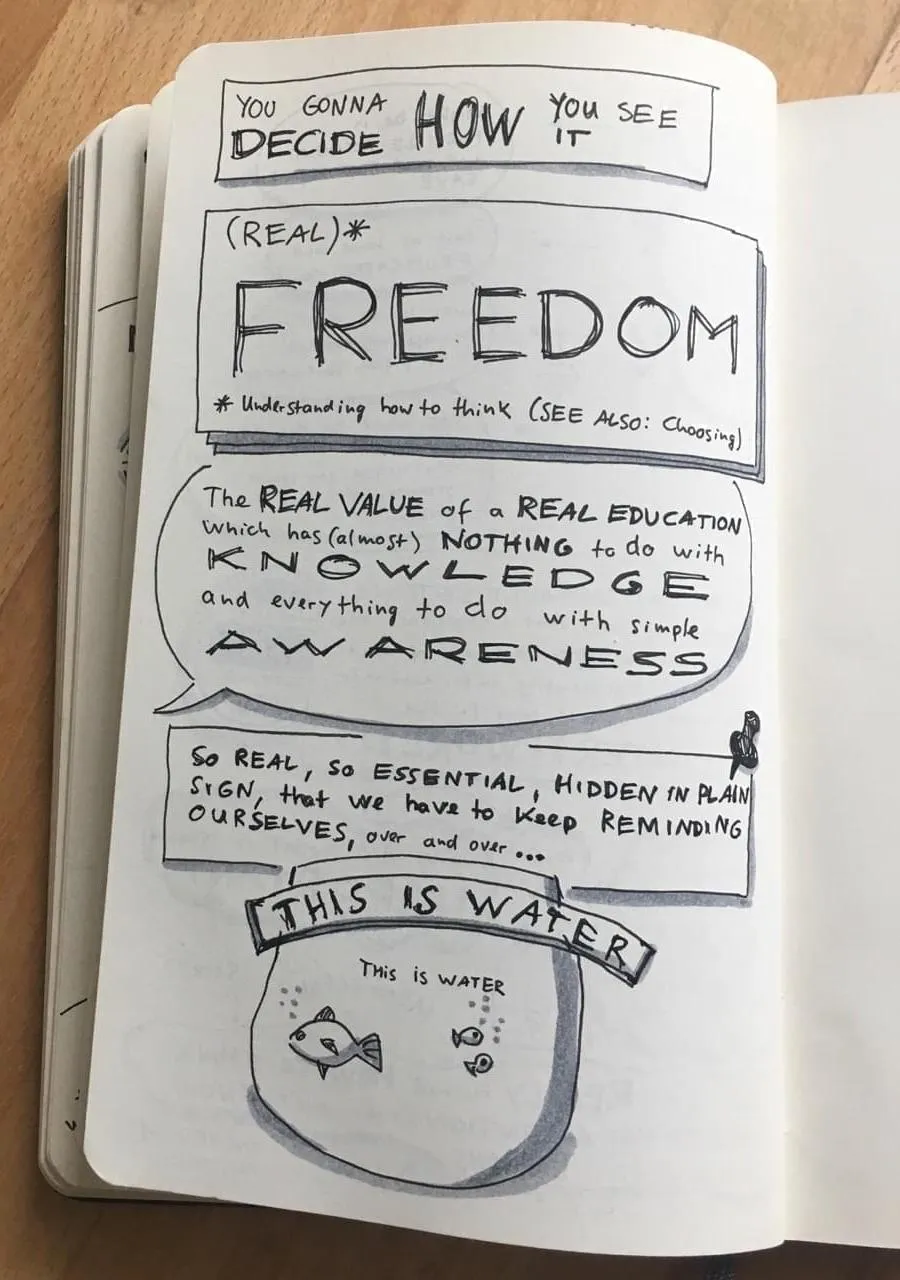 YOU GONNA DECIDE HOW YOU SEE IT
(REAL)*
FREEDOM
* Understanding how to think (SEE ALSO: Choosing)
The REAL VALUE of a REAL EDUCATION
which has (almost) NOTHING to do with
KNOWLEDGE
and everything to do with simple
AWARENESS
SO REAL, SO ESSENTIAL, HIDDEN IN PLAIN
SIGN, that we have to keep REMINDING
OURSELVES, over and over ...
THIS IS WATER
THIS IS WATER